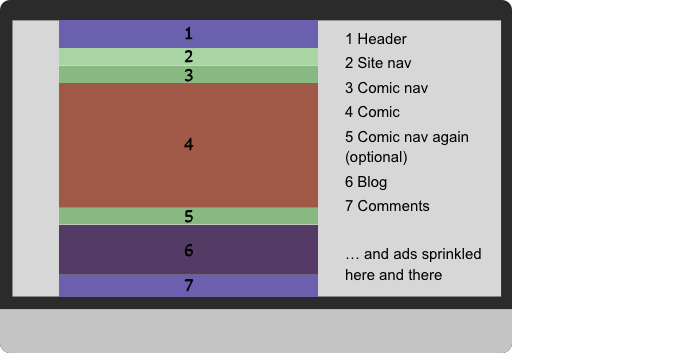 1
2
3
4
5
6
7
1 Header
2 Site nav
3 Comic nav
4 Comic
5 Comic nav again
(optional)
6 Blog
7 Comments
… and ads sprinkled
here and there